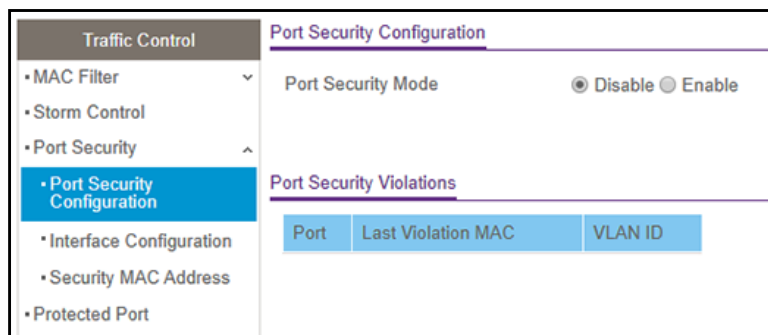 Traffic Control
MAC Filter
Storm Control
Port Security
Port Security
Configuration
Interface Configuration
Security MAC Address
Protected Port
Port Security Configuration
Port Security Mode Disable Enable
Port Security Violations
Port Last Violation MAC VLAN ID